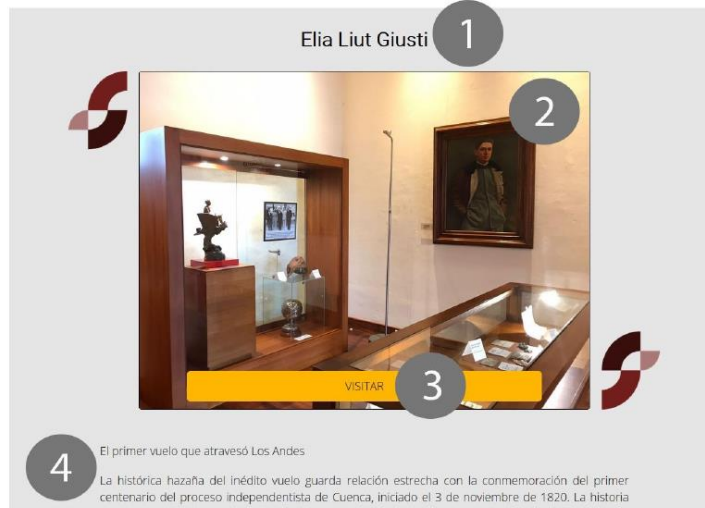 Elia Liut Giusti
1
2
VISITAR
3
4
El primer vuelo que atravesó Los Andes
La histórica hazaña del inédito vuelo guarda relación estrecha con la conmemoración del primer
centenario del proceso independentista de Cuenca, iniciado el 3 de noviembre de 1820. La historia